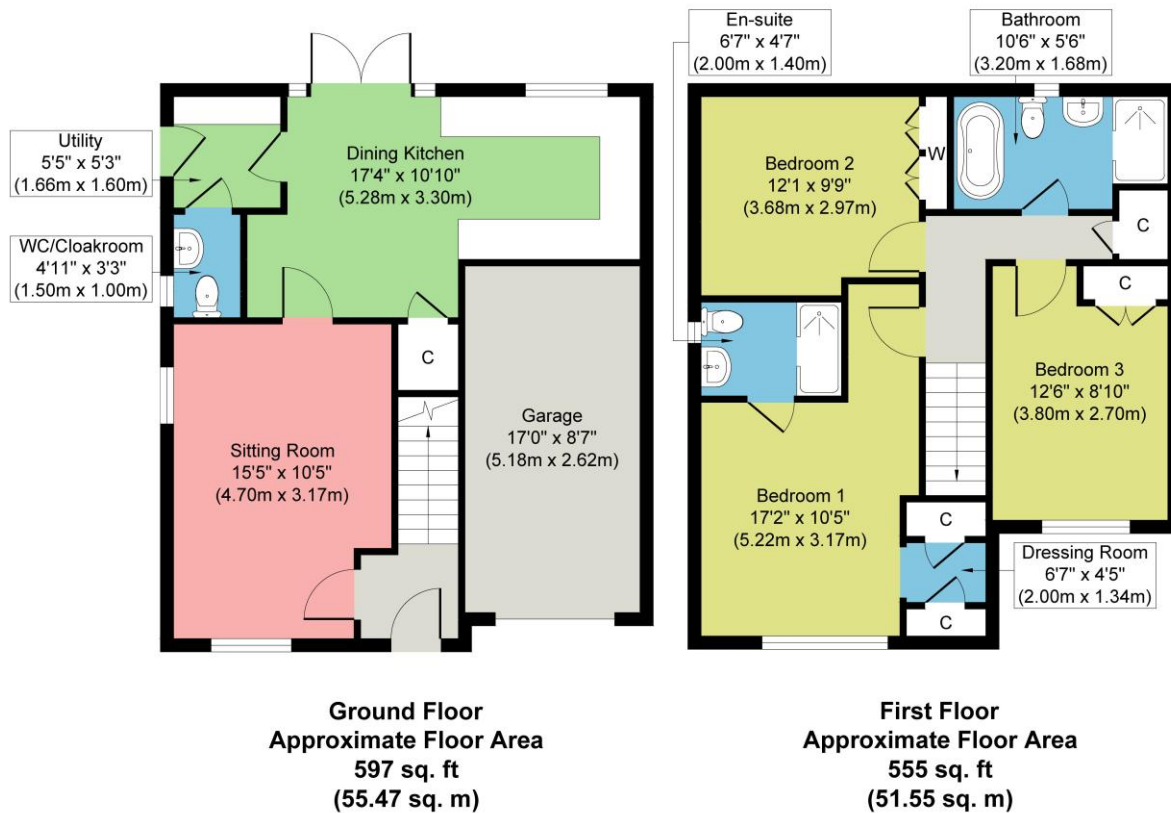 Utility
5'5" x 5'3"
(1.66m x 1.60m)
WC/Cloakroom
4'11" x 3'3"
(1.50m x 1.00m)
Dining Kitchen
17'4" x 10'10"
(5.28m x 3.30m)
C
Sitting Room
15'5" x 10'5"
(4.70m x 3.17m)
Garage
17'0" x 8'7"
(5.18m x 2.62m)
Ground Floor
Approximate Floor Area
597 sq. ft
(55.47 sq. m)
En-suite
6'7" x 4'7"
(2.00m x 1.40m)
Bathroom
10'6" x 5'6"
(3.20m x 1.68m)
Bedroom 2
12'1 x 9'9"
(3.68m x 2.97m)
W
C
C
Bedroom 3
12'6" x 8'10"
(3.80m x 2.70m)
Bedroom 1
17'2" x 10'5"
(5.22m x 3.17m)
C
Dressing Room
6'7" x 4'5"
(2.00m x 1.34m)
C
First Floor
Approximate Floor Area
555 sq. ft
(51.55 sq. m)